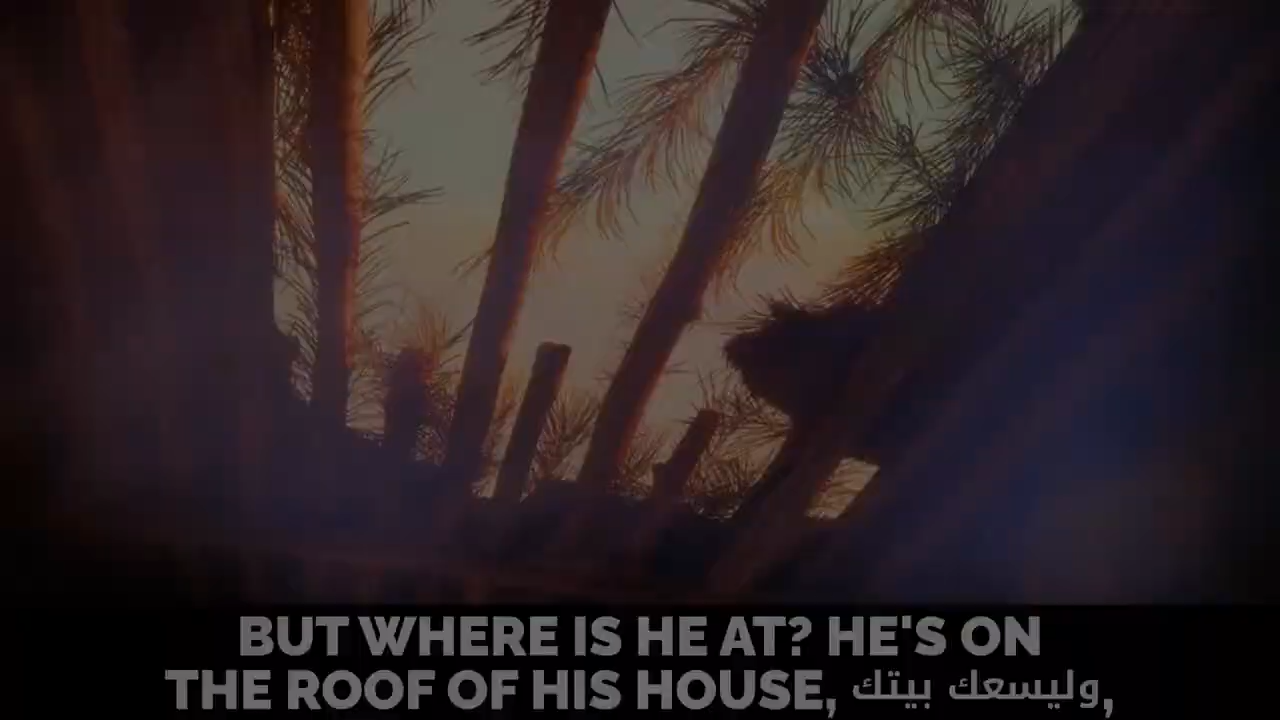 BUT WHERE IS HE AT? HE'S ON
THE ROOF OF HIS HOUSE, وليسعك بيتك,